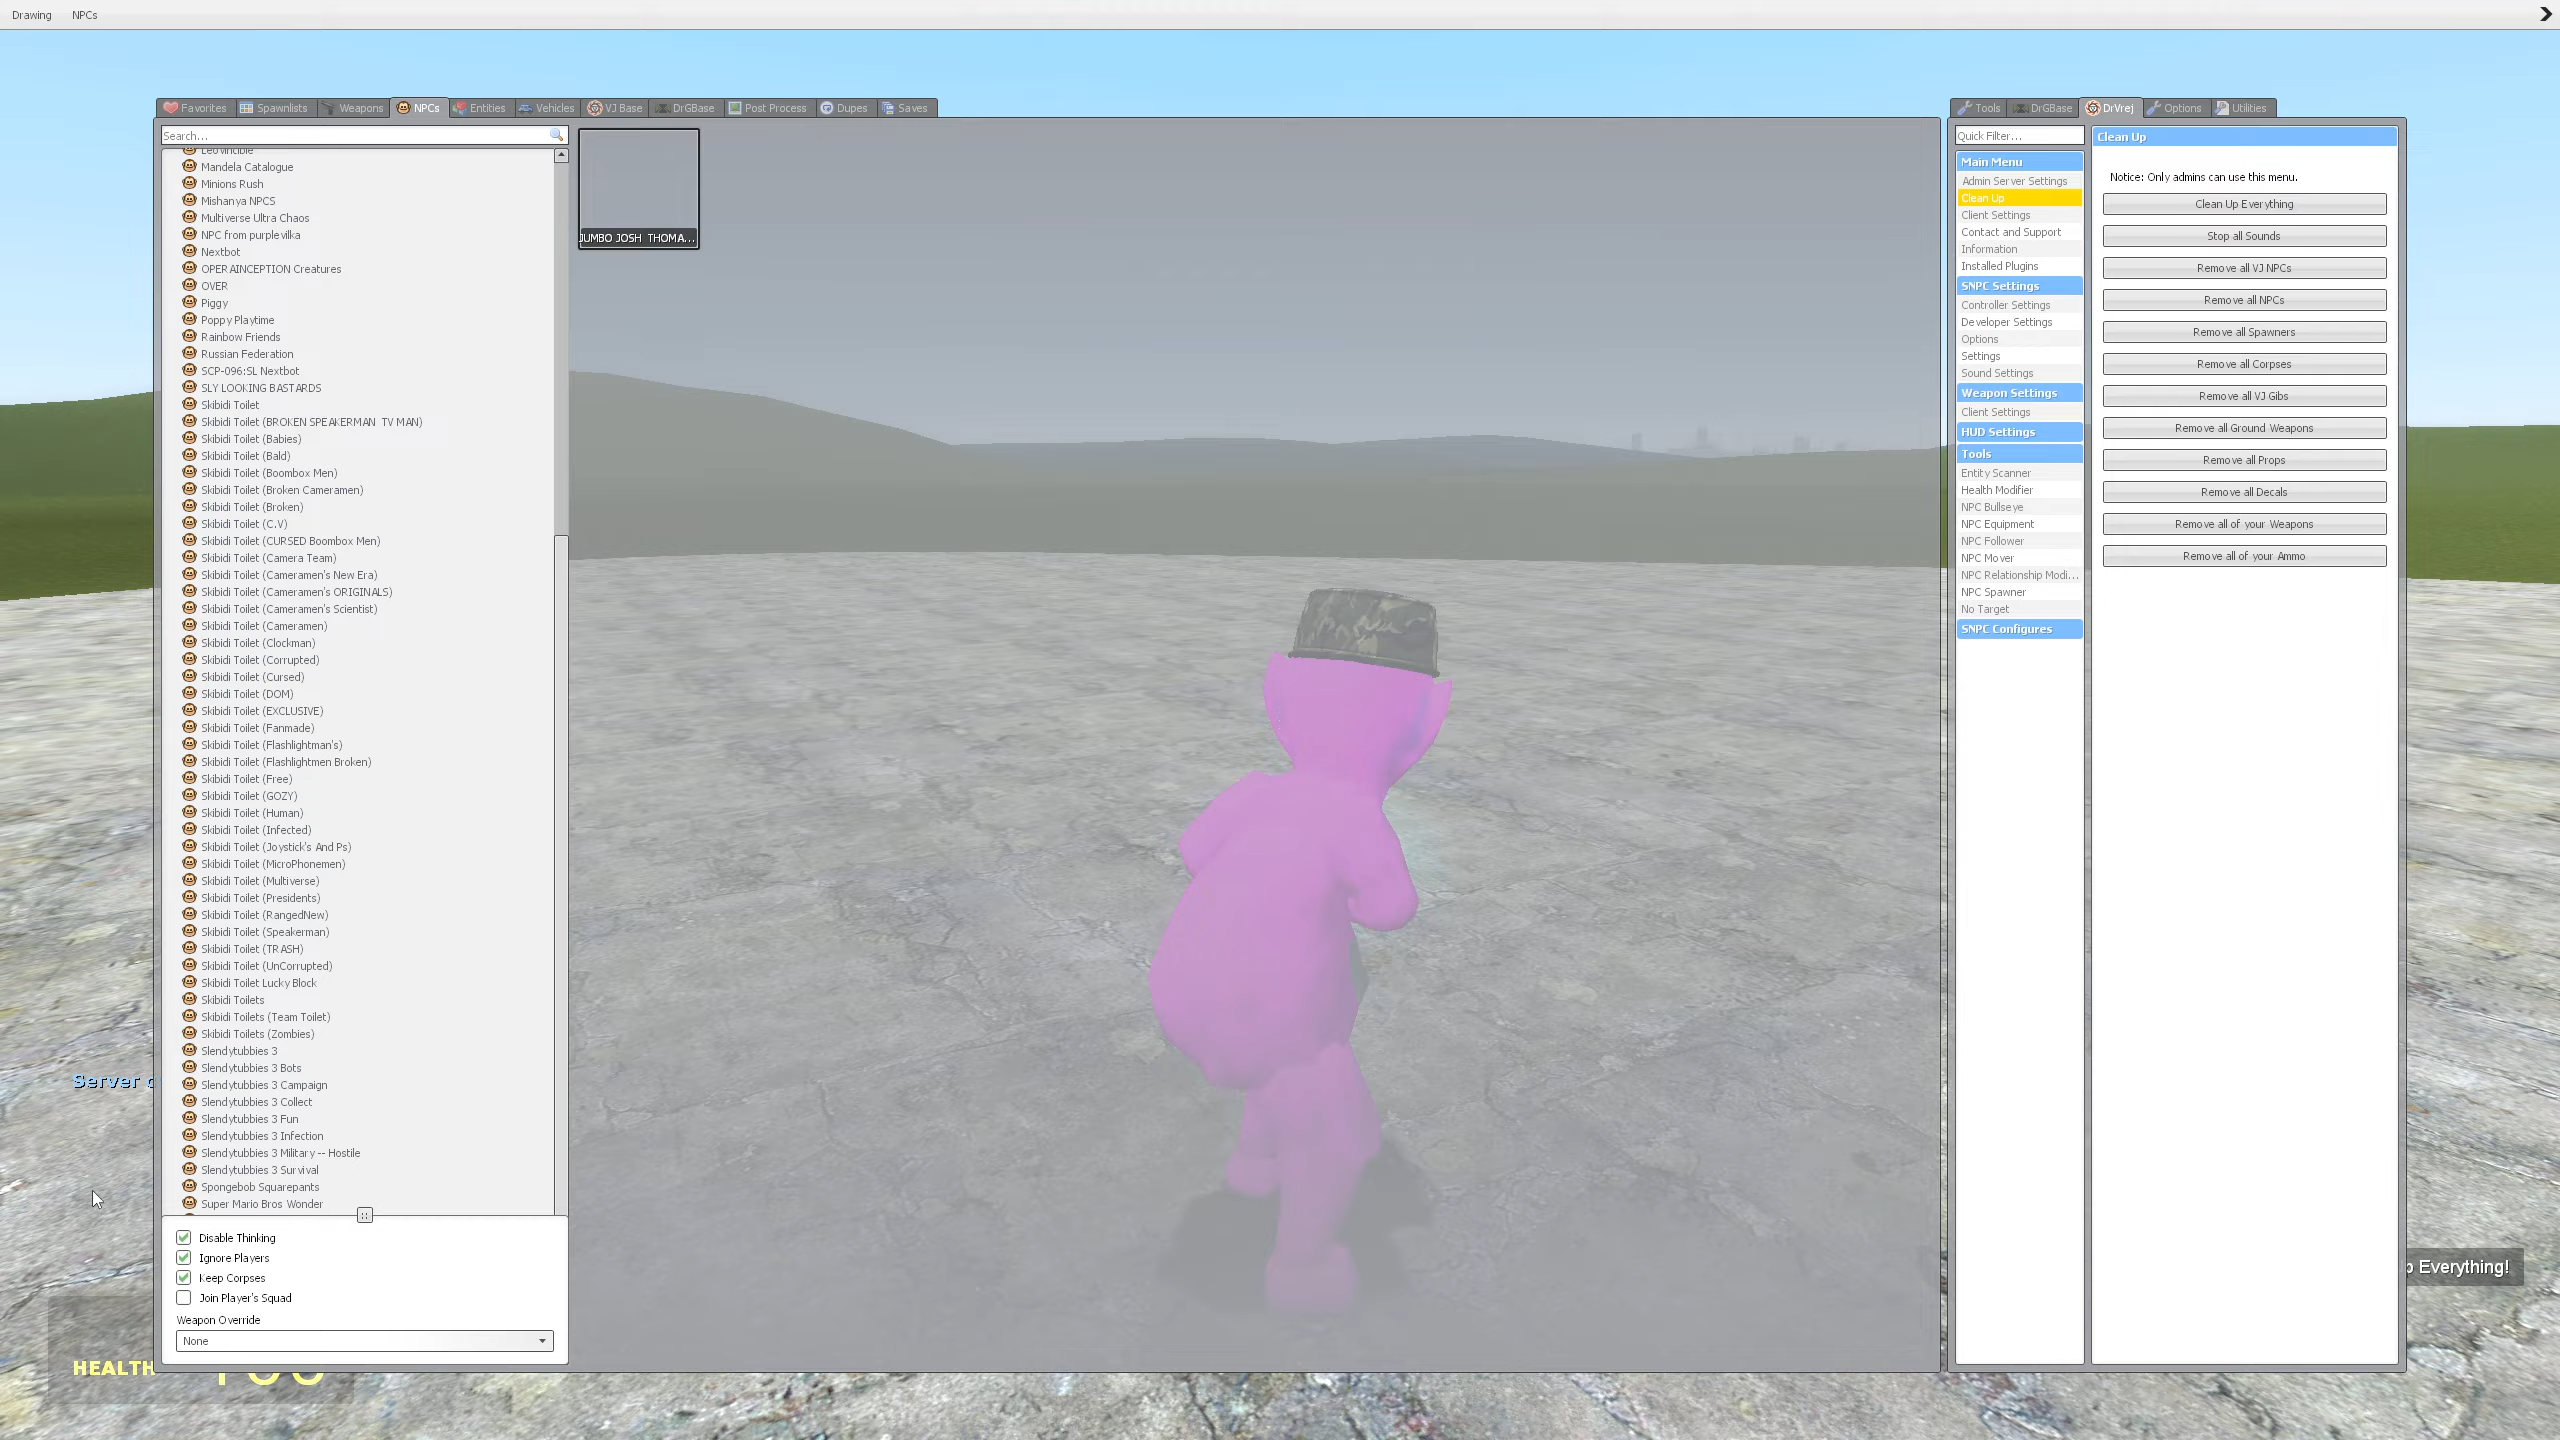 Drawing NPCs
Favorites Spawnlists Weapons NPCs Entities Vehicles VJ Base DrGBase Post Process Dupes Saves
Search...
Leovincible
Mandela Catalogue
Minions Rush
Mishanya NPCS
Multiverse Ultra Chaos
NPC from purplevilka
Nextbot
OPERAINCEPTION Creatures
OVER
Piggy
Poppy Playtime
Rainbow Friends
Russian Federation
SCP-096:SL Nextbot
SLY LOOKING BASTARDS
Skibidi Toilet
Skibidi Toilet (BROKEN SPEAKERMAN TV MAN)
Skibidi Toilet (Babies)
Skibidi Toilet (Bald)
Skibidi Toilet (Boombox Men)
Skibidi Toilet (Broken Cameramen)
Skibidi Toilet (Broken)
Skibidi Toilet (C.V)
Skibidi Toilet (CURSED Boombox Men)
Skibidi Toilet (Camera Team)
Skibidi Toilet (Cameramen's New Era)
Skibidi Toilet (Cameramen's ORIGINALS)
Skibidi Toilet (Cameramen's Scientist)
Skibidi Toilet (Cameramen)
Skibidi Toilet (Clockman)
Skibidi Toilet (Corrupted)
Skibidi Toilet (Cursed)
Skibidi Toilet (DOM)
Skibidi Toilet (EXCLUSIVE)
Skibidi Toilet (Fanmade)
Skibidi Toilet (Flashlightman's)
Skibidi Toilet (Flashlightmen Broken)
Skibidi Toilet (Free)
Skibidi Toilet (GOZY)
Skibidi Toilet (Human)
Skibidi Toilet (Infected)
Skibidi Toilet (Joystick's And Ps)
Skibidi Toilet (MicroPhonemen)
Skibidi Toilet (Multiverse)
Skibidi Toilet (Presidents)
Skibidi Toilet (RangedNew)
Skibidi Toilet (Speakerman)
Skibidi Toilet (TRASH)
Skibidi Toilet (UnCorrupted)
Skibidi Toilet Lucky Block
Skibidi Toilets
Skibidi Toilets (Team Toilet)
Skibidi Toilets (Zombies)
Slendytubbies 3
Slendytubbies 3 Bots
Slendytubbies 3 Campaign
Slendytubbies 3 Collect
Slendytubbies 3 Fun
Slendytubbies 3 Infection
Slendytubbies 3 Military -- Hostile
Slendytubbies 3 Survival
Spongebob Squarepants
Super Mario Bros Wonder
Disable Thinking
Ignore Players
Keep Corpses
Join Player's Squad
Weapon Override
None
JUMBO JOSH THOMA...
Server
HEALTH
Tools DrGBase DrVrej Options Utilities
Quick Filter...
Main Menu
Admin Server Settings
Clean Up
Client Settings
Contact and Support
Information
Installed Plugins
SNPC Settings
Controller Settings
Developer Settings
Options
Settings
Sound Settings
Weapon Settings
Client Settings
HUD Settings
Tools
Entity Scanner
Health Modifier
NPC Bullseye
NPC Equipment
NPC Follower
NPC Mover
NPC Relationship Modi...
NPC Spawner
No Target
SNPC Configures
Clean Up
Notice: Only admins can use this menu.
Clean Up Everything
Stop all Sounds
Remove all VJ NPCs
Remove all NPCs
Remove all Spawners
Remove all Corpses
Remove all VJ Gibs
Remove all Ground Weapons
Remove all Props
Remove all Decals
Remove all of your Weapons
Remove all of your Ammo
p Everything!